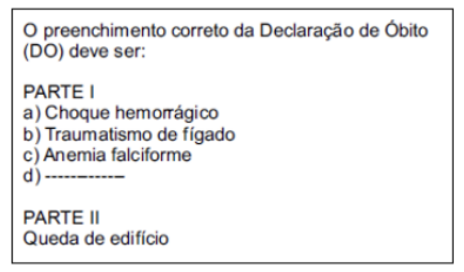 O preenchimento correto da Declaração de Óbito
(DO) deve ser:
PARTE I
a) Choque hemorrágico
b) Traumatismo de fígado
c) Anemia falciforme
d) -------------
PARTE II
Queda de edifício